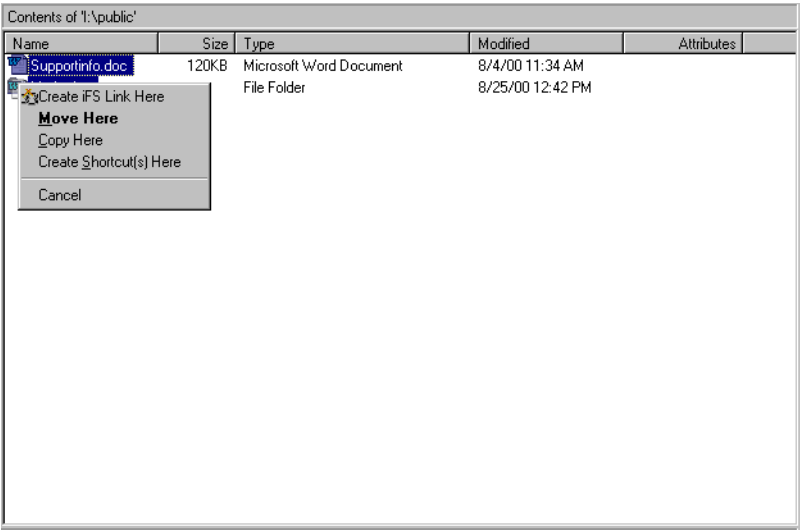 Contents of 'I:\public'
Name Size Type Modified Attributes
Supportinfo.doc 120KB Microsoft Word Document 8/4/00 11:34 AM
File Folder 8/25/00 12:42 PM
Create iFS Link Here
Move Here
Copy Here
Create Shortcut(s) Here
Cancel